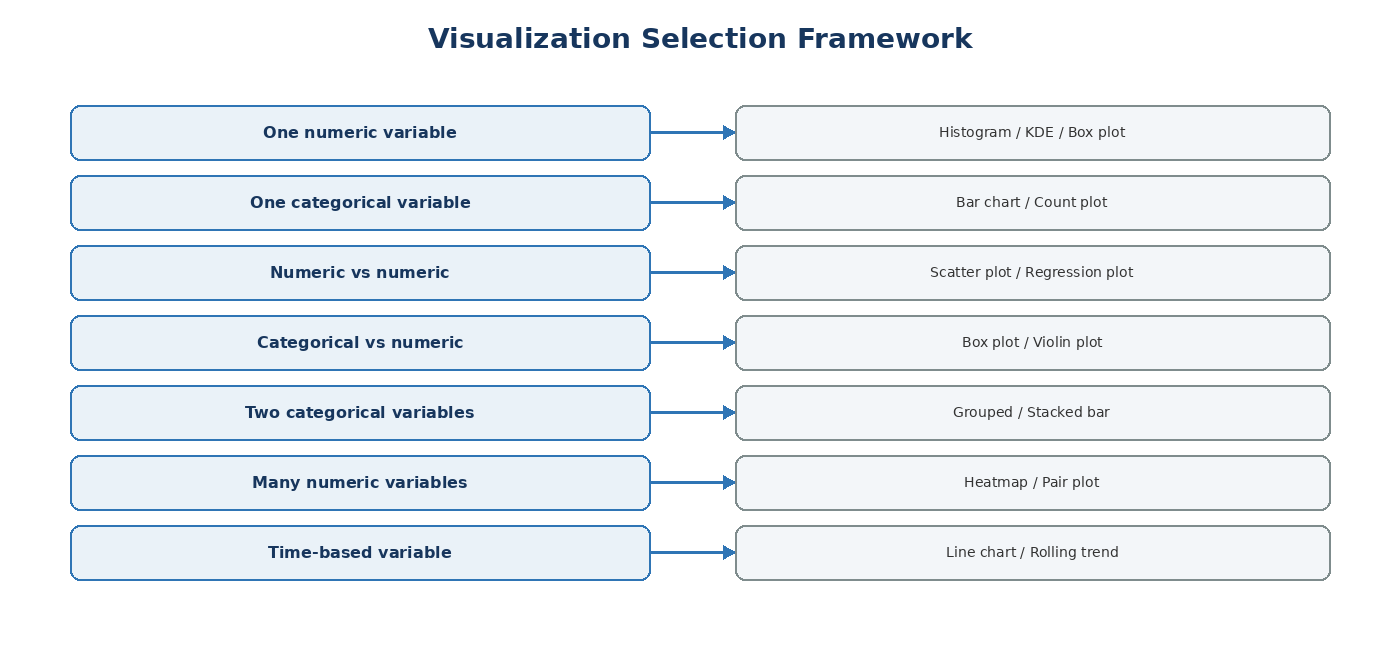 Visualization Selection Framework
One numeric variable
Histogram / KDE / Box plot
One categorical variable
Bar chart / Count plot
Numeric vs numeric
Scatter plot / Regression plot
Categorical vs numeric
Box plot / Violin plot
Two categorical variables
Grouped / Stacked bar
Many numeric variables
Heatmap / Pair plot
Time-based variable
Line chart / Rolling trend